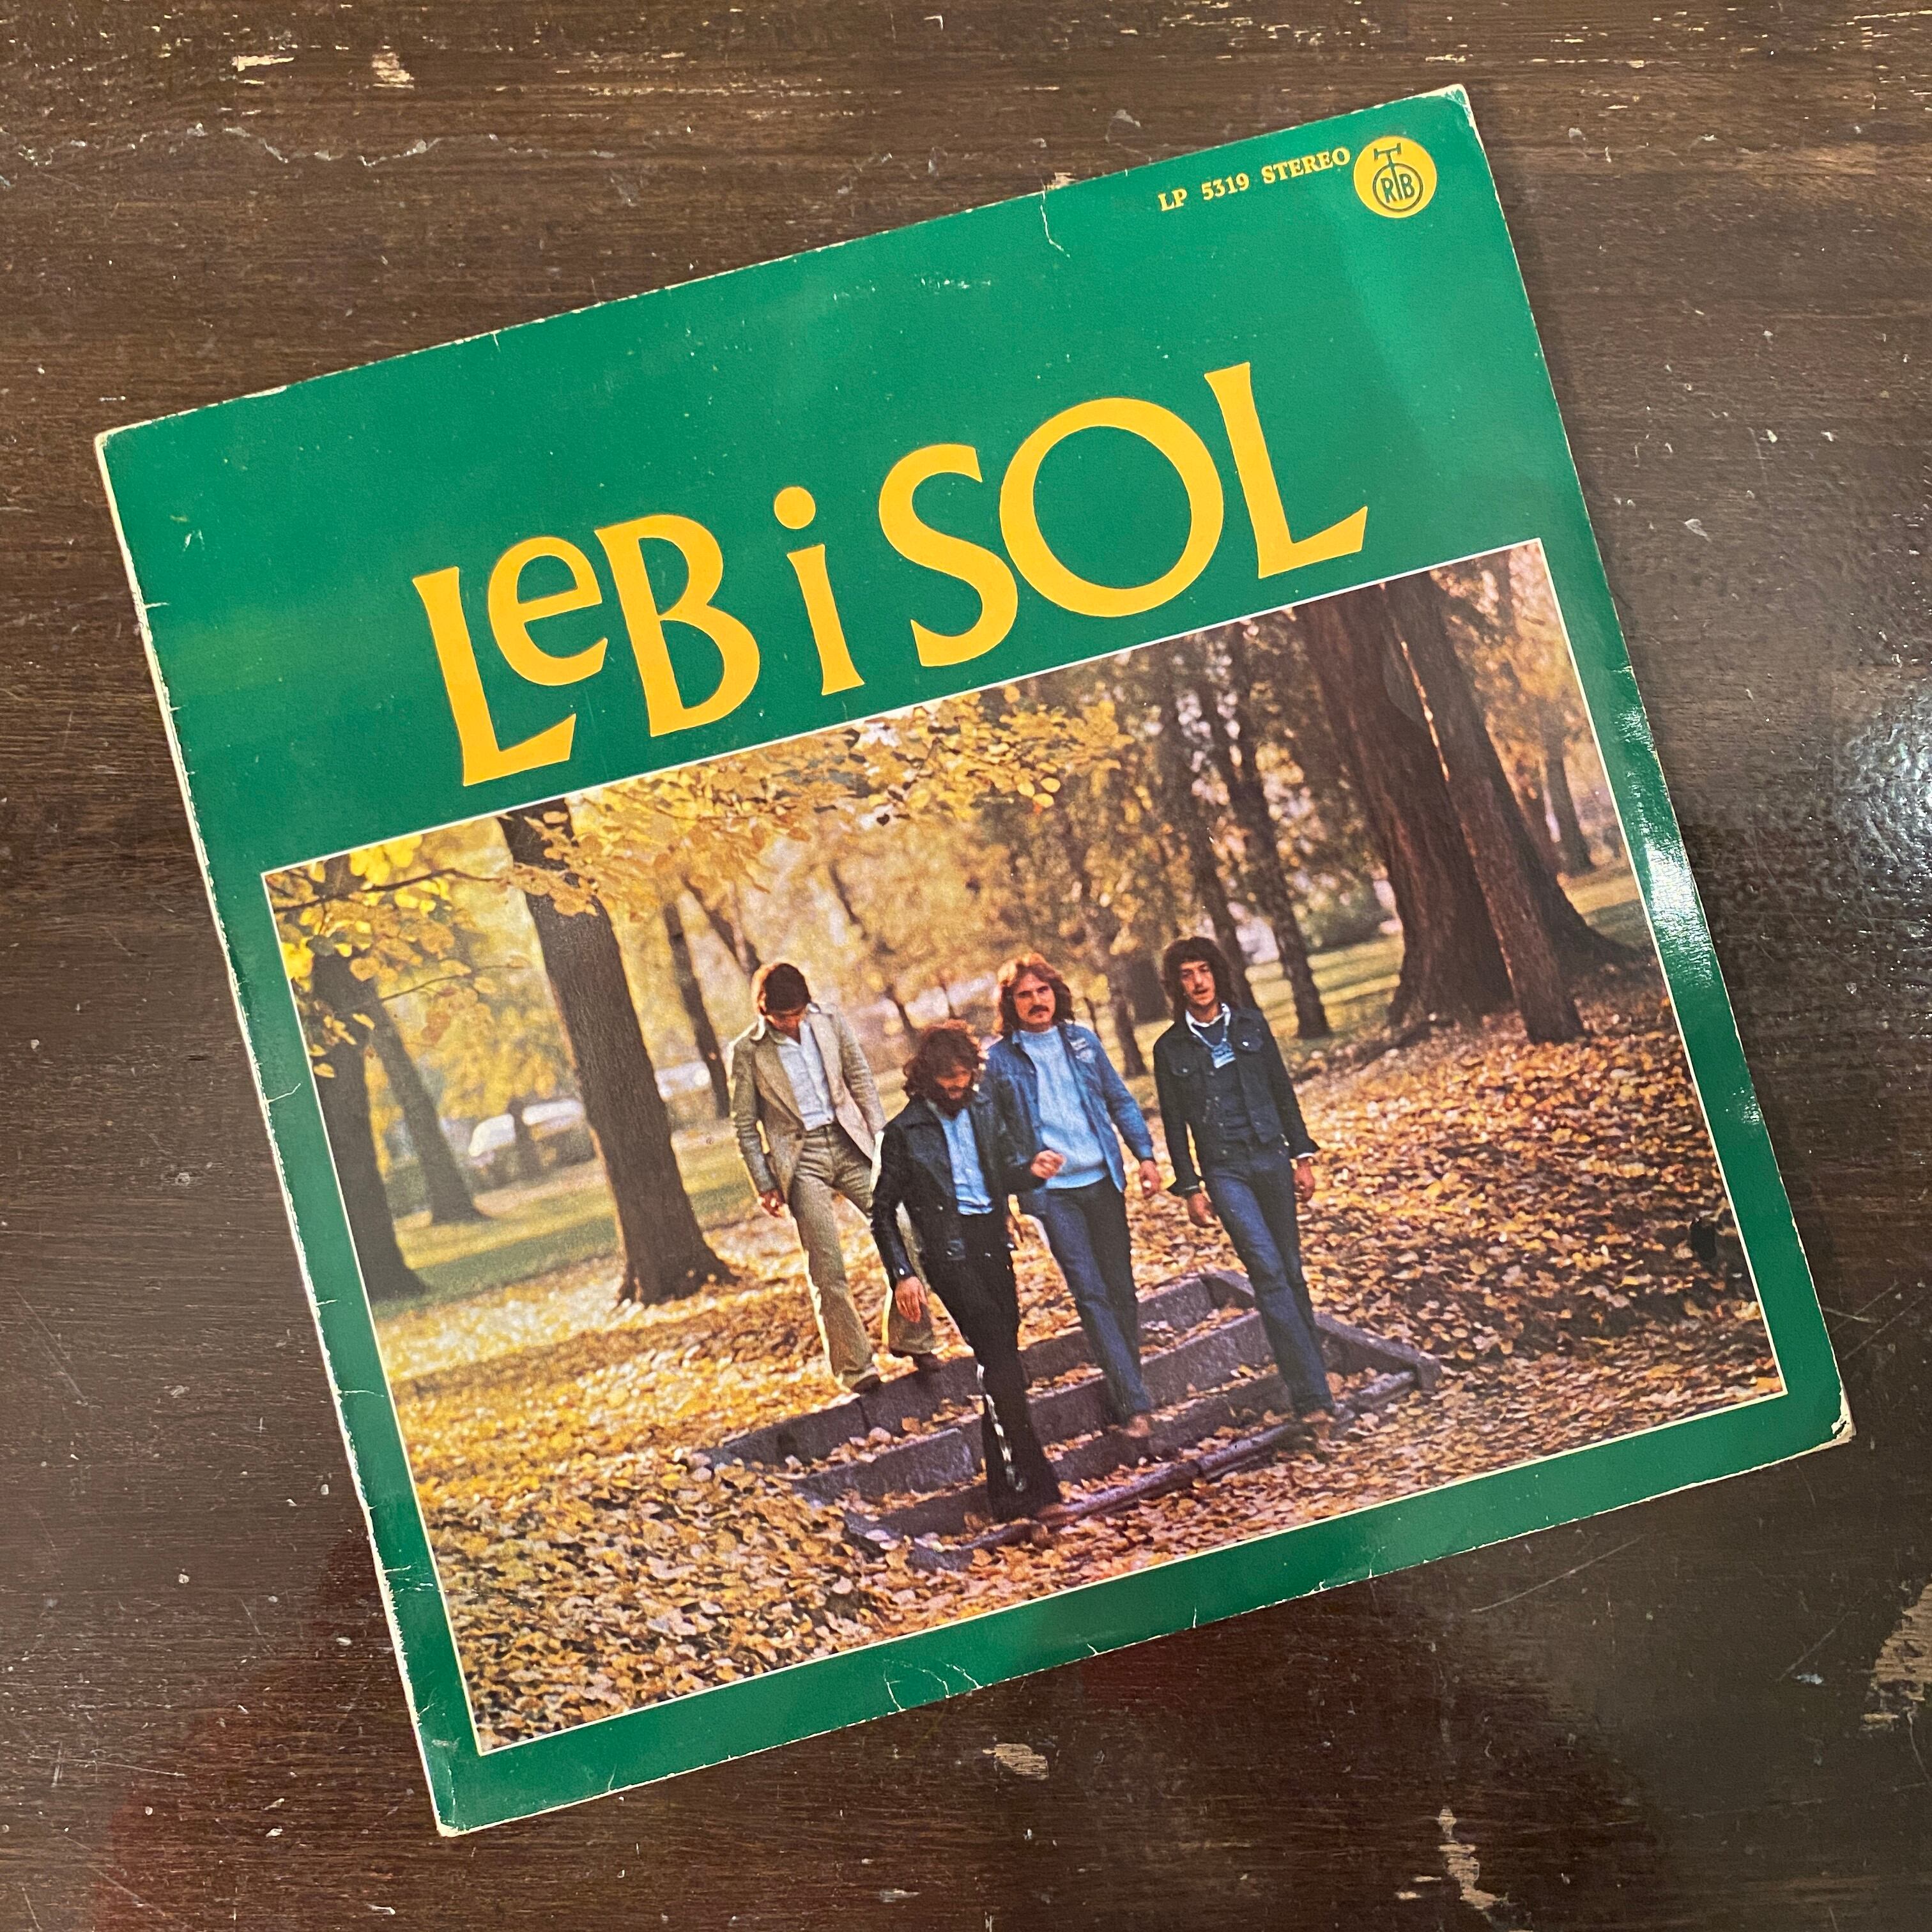 LP 5319 STEREO
RTB
LeB i SOL